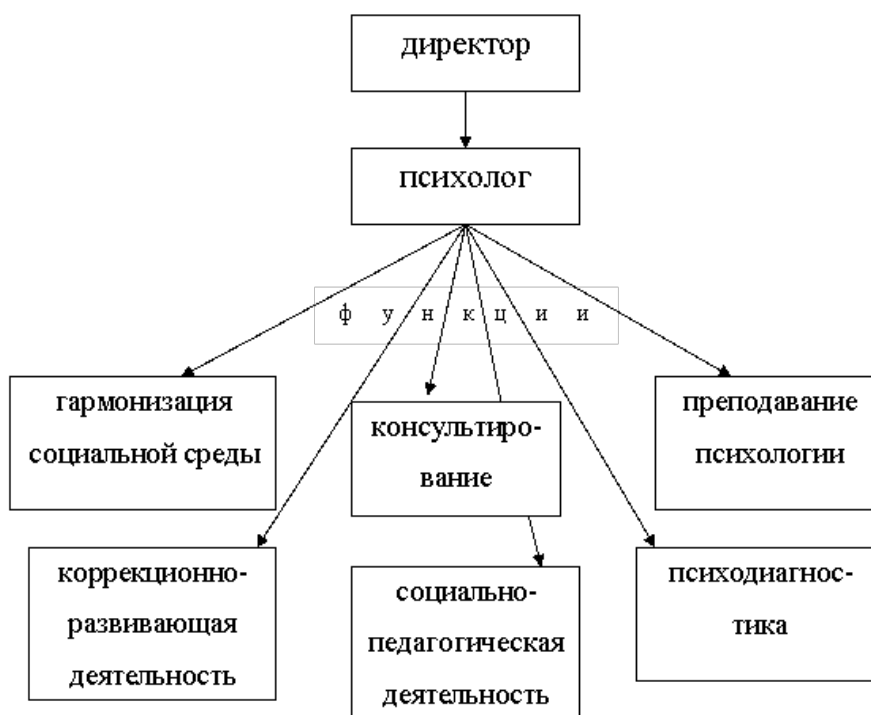 директор
психолог
ф у н к ц и и
гармонизация
социальной среды
консультиро-
вание
преподавание
психологии
коррекционно-
развивающая
деятельность
социально-
педагогическая
деятельность
психодиагнос-
тика